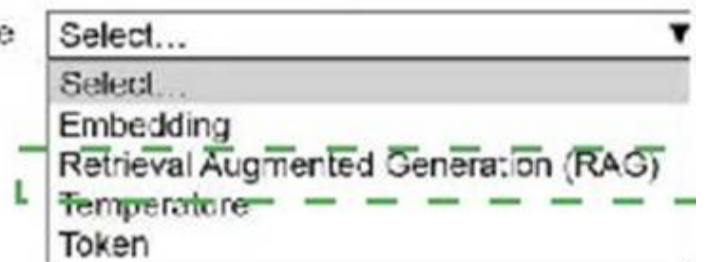 e
Select...
Select...
Embedding
Retrieval Augmented Generation (RAG)
Temperature
Token